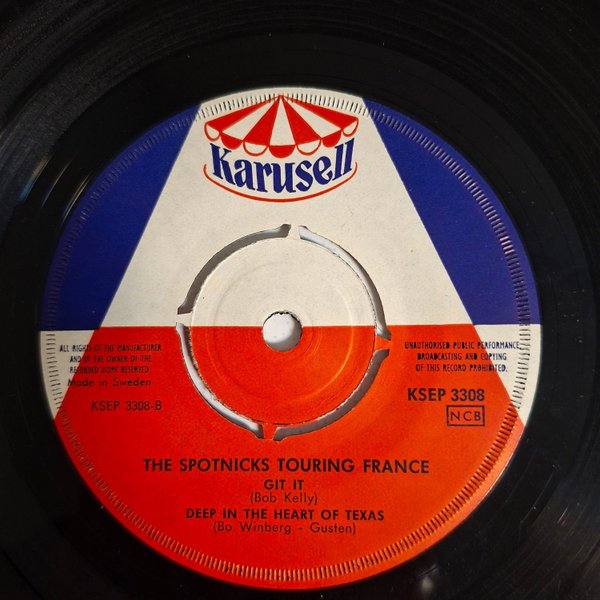 Karusell
ALL RIGHTS OF THE MANUFACTURER
AND OF THE OWNER OF THE
RECORDED WORK RESERVED
Made in Sweden
KSEP 3308-B
UNAUTHORISED PUBLIC PERFORMANCE
BROADCASTING AND COPYING
OF THIS RECORD PROHIBITED.
KSEP 3308
NCB
THE SPOTNICKS TOURING FRANCE
GIT IT
(Bob Kelly)
DEEP IN THE HEART OF TEXAS
(Bo Winberg - Gusten)